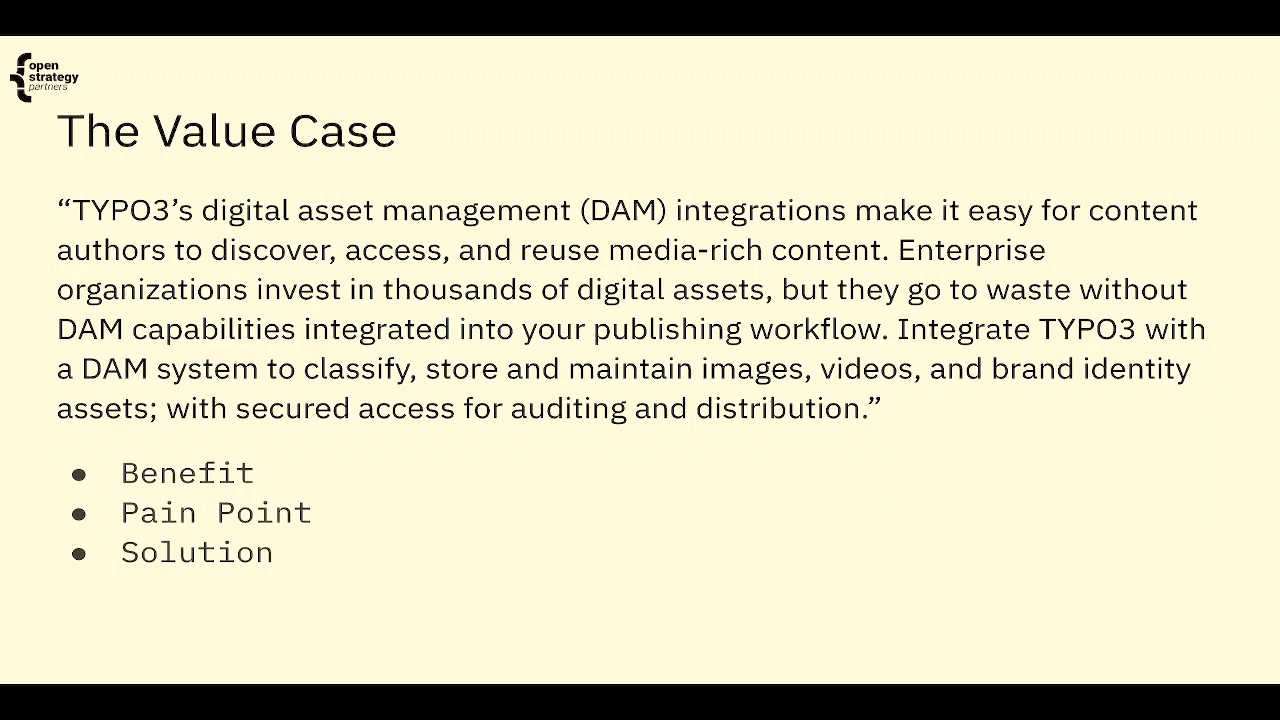 open
strategy
partners
The Value Case
“TYPO3’s digital asset management (DAM) integrations make it easy for content
authors to discover, access, and reuse media-rich content. Enterprise
organizations invest in thousands of digital assets, but they go to waste without
DAM capabilities integrated into your publishing workflow. Integrate TYPO3 with
a DAM system to classify, store and maintain images, videos, and brand identity
assets; with secured access for auditing and distribution.”
● Benefit
● Pain Point
● Solution